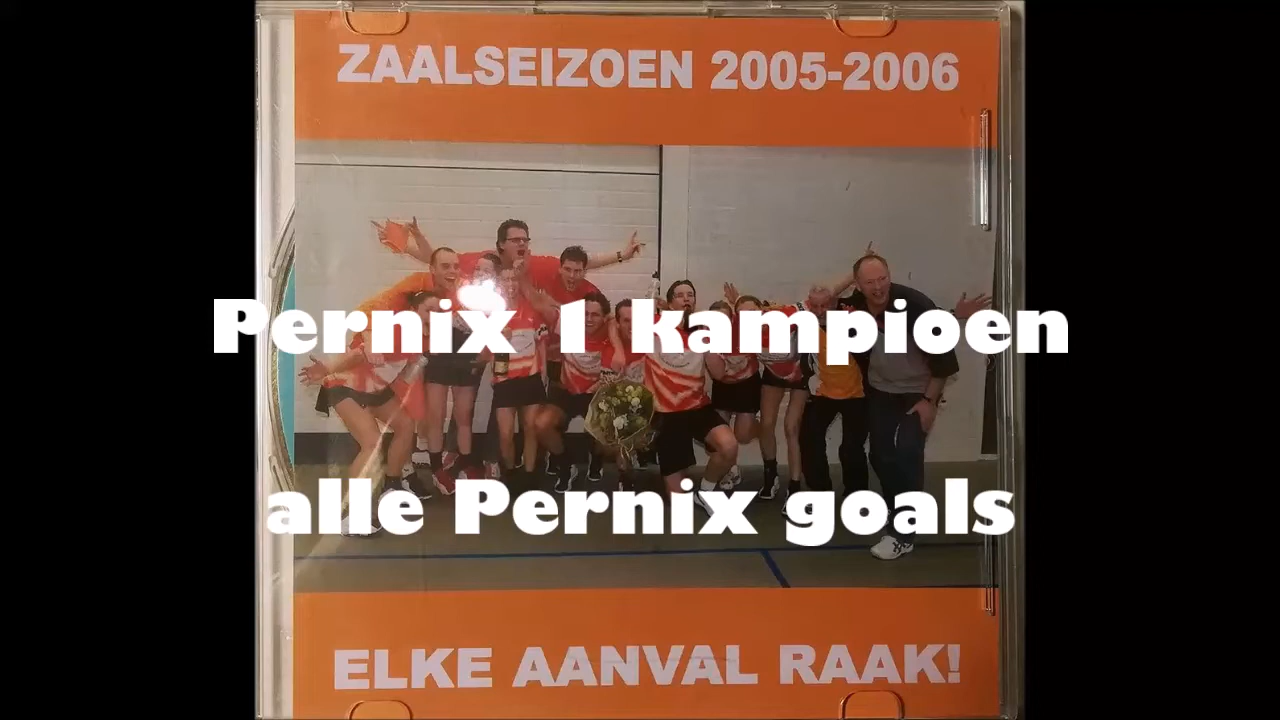 ZAALSEIZOEN 2005-2006
Pernix 1 kampioen
alle Pernix goals
ELKE AANVAL RAAK!